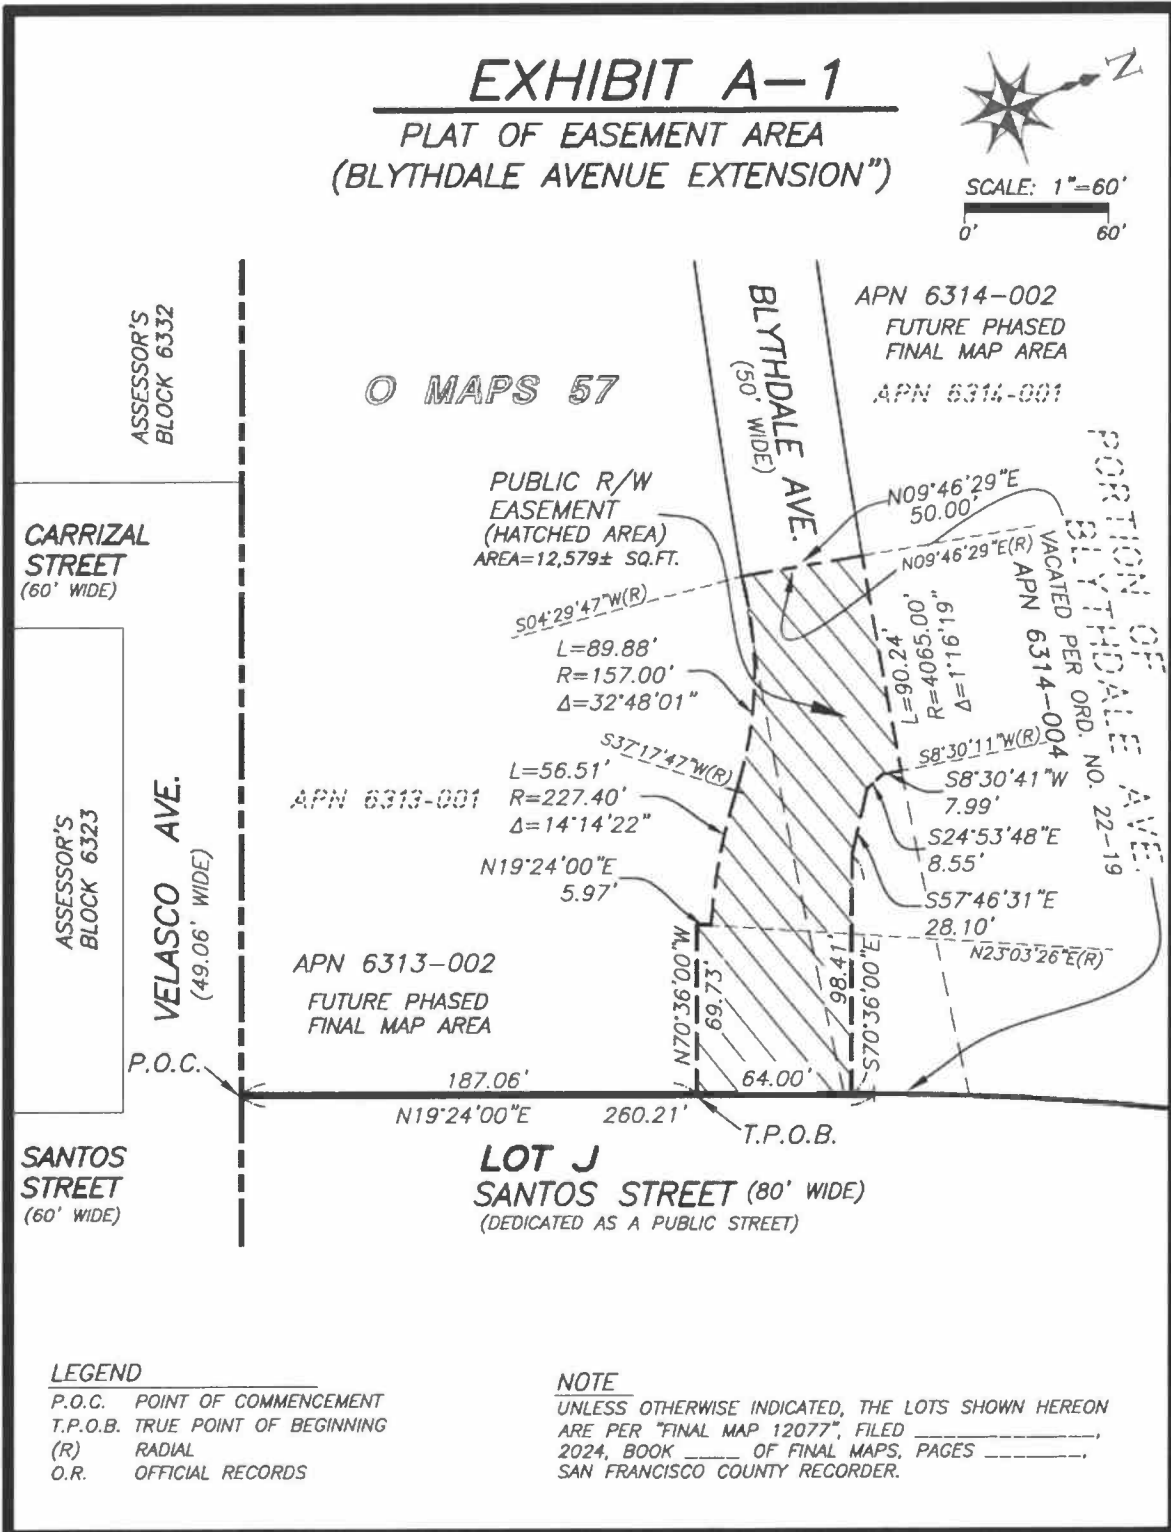 EXHIBIT A-1
PLAT OF EASEMENT AREA
(BLYTHDALE AVENUE EXTENSION")
N
SCALE: 1"=60'
0' 60'
ASSESSOR'S
BLOCK 6332
O MAPS 57
BLYTHDALE AVE.
(50' WIDE)
APN 6314-002
FUTURE PHASED
FINAL MAP AREA
APN 6314-001
PORTION OF
BLYTHDALE AVE.
VACATED PER ORD. NO. 22-19
APN 6314-004
CARRIZAL
STREET
(60' WIDE)
PUBLIC R/W
EASEMENT
(HATCHED AREA)
AREA=12,579± SQ.FT.
N09°46'29"E
50.00'
N09°46'29"E(R)
S04°29'47"W(R)
L=89.88'
R=157.00'
Δ=32°48'01"
L=90.24'
R=4065.00'
Δ=1°16'19"
S37°17'47"W(R)
S8°30'11"W(R)
S8°30'41"W
7.99'
APN 6313-001
L=56.51'
R=227.40'
Δ=14°14'22"
S24°53'48"E
8.55'
N19°24'00"E
5.97'
S57°46'31"E
28.10'
N23°03'26"E(R)
ASSESSOR'S
BLOCK 6323
VELASCO AVE.
(49.06' WIDE)
APN 6313-002
FUTURE PHASED
FINAL MAP AREA
N70°36'00"W
69.73'
98.41'
S70°36'00"E
P.O.C.
187.06'
64.00'
N19°24'00"E 260.21'
T.P.O.B.
SANTOS
STREET
(60' WIDE)
LOT J
SANTOS STREET (80' WIDE)
(DEDICATED AS A PUBLIC STREET)
LEGEND
P.O.C. POINT OF COMMENCEMENT
T.P.O.B. TRUE POINT OF BEGINNING
(R) RADIAL
O.R. OFFICIAL RECORDS
NOTE
UNLESS OTHERWISE INDICATED, THE LOTS SHOWN HEREON
ARE PER "FINAL MAP 12077", FILED ______________,
2024, BOOK ____ OF FINAL MAPS, PAGES _______,
SAN FRANCISCO COUNTY RECORDER.